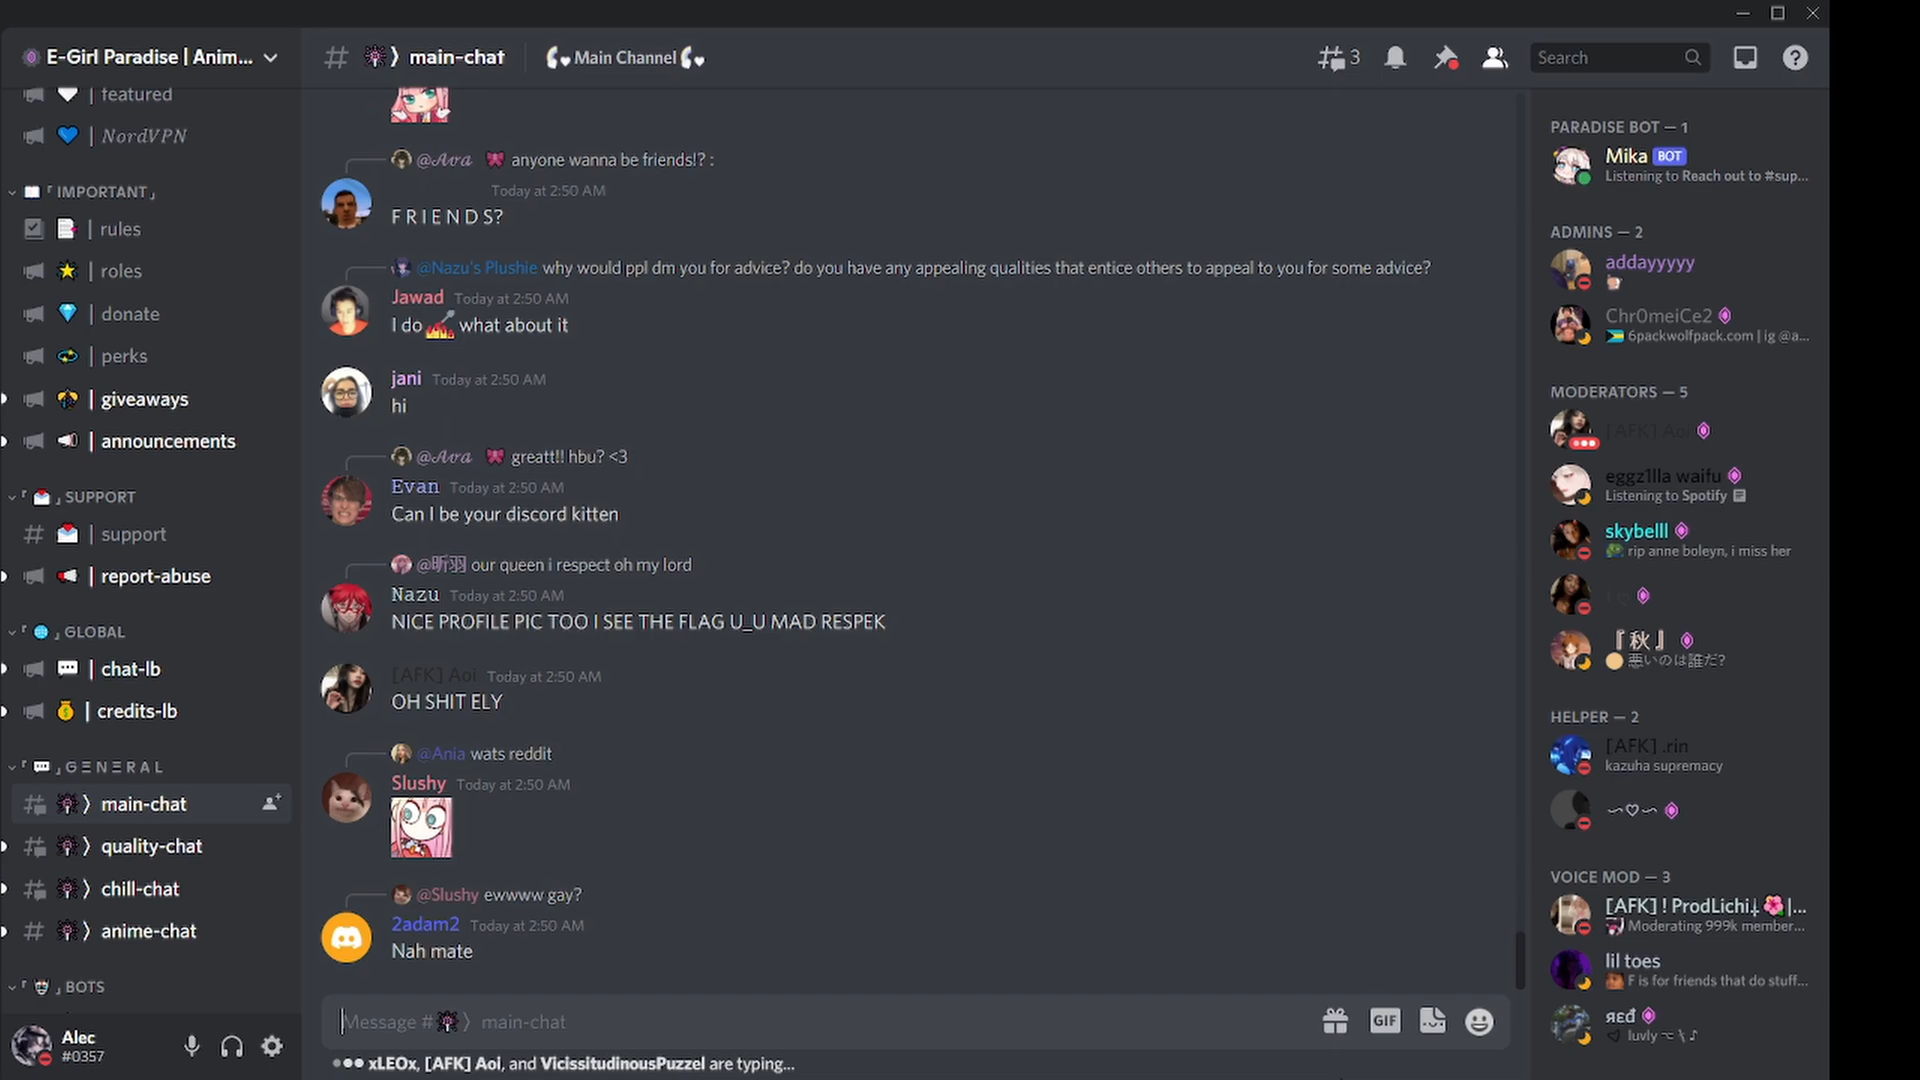 E-Girl Paradise | Anim...
featured
NordVPN
「 IMPORTANT」
rules
roles
donate
perks
giveaways
announcements
「 」SUPPORT
support
report-abuse
「 」GLOBAL
chat-lb
credits-lb
「 」GΞNΞRAL
main-chat
quality-chat
chill-chat
anime-chat
「 」BOTS
Alec
#0357
main-chat
Main Channel
3
Search
@Ava anyone wanna be friends!? :
Today at 2:50 AM
F R I E N D S?
@Nazu's Plushie why would ppl dm you for advice? do you have any appealing qualities that entice others to appeal to you for some advice?
Jawad Today at 2:50 AM
I do what about it
jani Today at 2:50 AM
hi
@Ava greatt!! hbu? <3
Evan Today at 2:50 AM
Can I be your discord kitten
@昕羽 our queen i respect oh my lord
Nazu Today at 2:50 AM
NICE PROFILE PIC TOO I SEE THE FLAG U_U MAD RESPEK
[AFK] Aoi Today at 2:50 AM
OH SHIT ELY
@Ania wats reddit
Slushy Today at 2:50 AM
@Slushy ewwww gay?
2adam2 Today at 2:50 AM
Nah mate
Message # main-chat
GIF
xLEOx, [AFK] Aoi, and VicissitudinousPuzzel are typing...
PARADISE BOT — 1
Mika BOT
Listening to Reach out to #sup...
ADMINS — 2
addayyyyy
Chr0meiCe2
6packwolfpack.com | ig @a...
MODERATORS — 5
[AFK] Aoi
eggz1lla waifu
Listening to Spotify
skybelll
rip anne boleyn, i miss her
『秋』
悪いのは誰だ?
HELPER — 2
[AFK] .rin
kazuha supremacy
∽♡∽
VOICE MOD — 3
[AFK] ! ProdLichi⸸ |...
Moderating 999k member...
lil toes
F is for friends that do stuff...
яεđ
luvly ⌥ ⧵ ♪